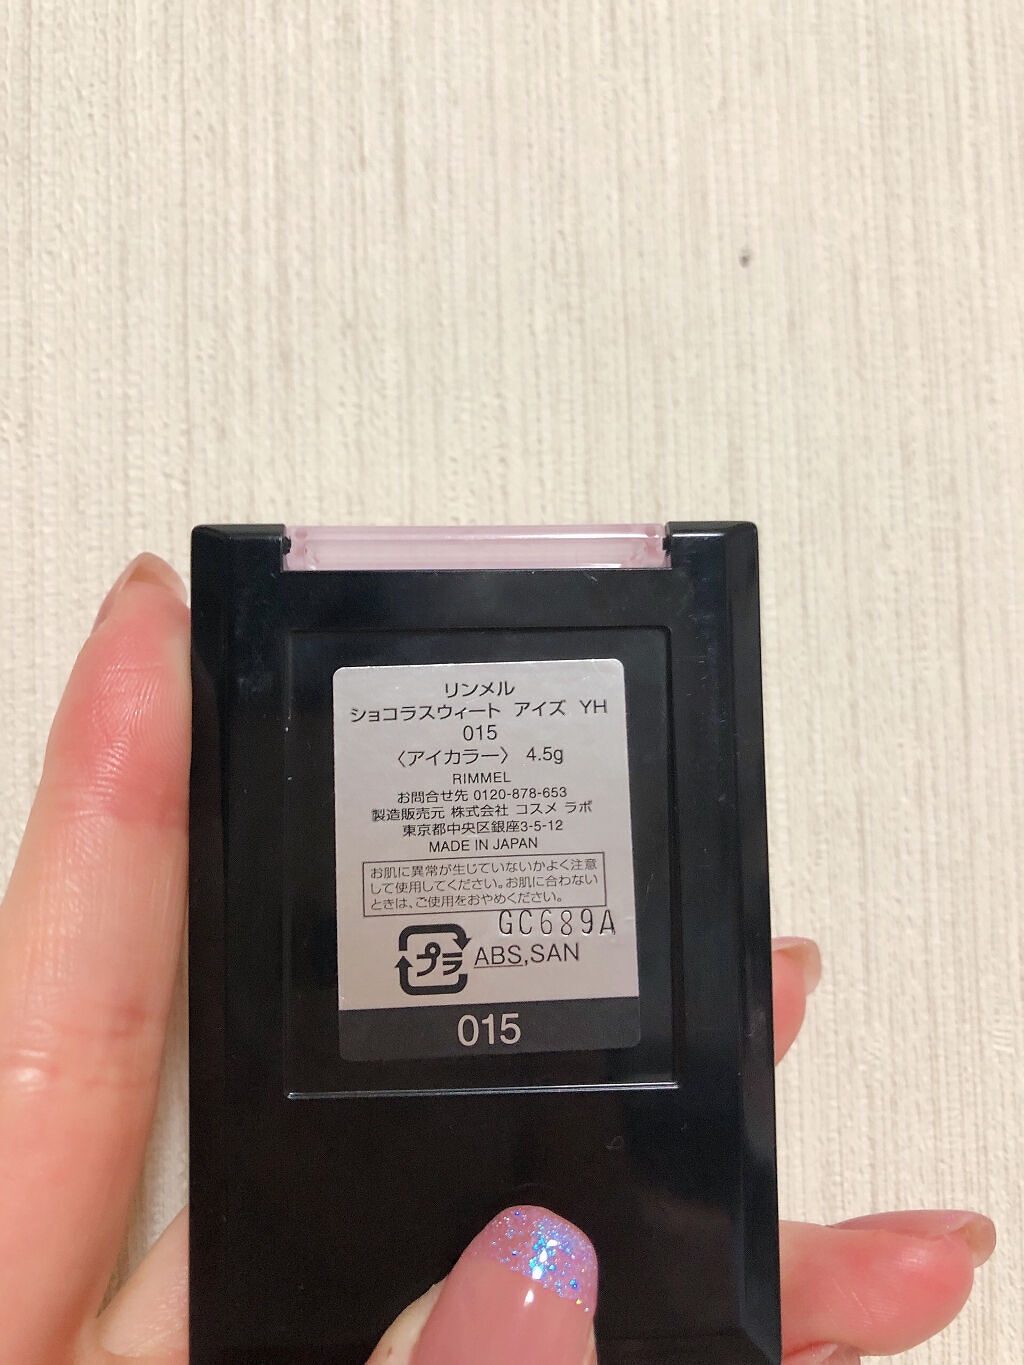 リンメル
ショコラスウィート アイズ YH
015
〈アイカラー〉 4.5g
RIMMEL
お問合せ先 0120-878-653
製造販売元 株式会社 コスメ ラボ
東京都中央区銀座3-5-12
MADE IN JAPAN
お肌に異常が生じていないかよく注意
して使用してください。お肌に合わない
ときは、ご使用をおやめください。
GC689A
プラ ABS,SAN
015